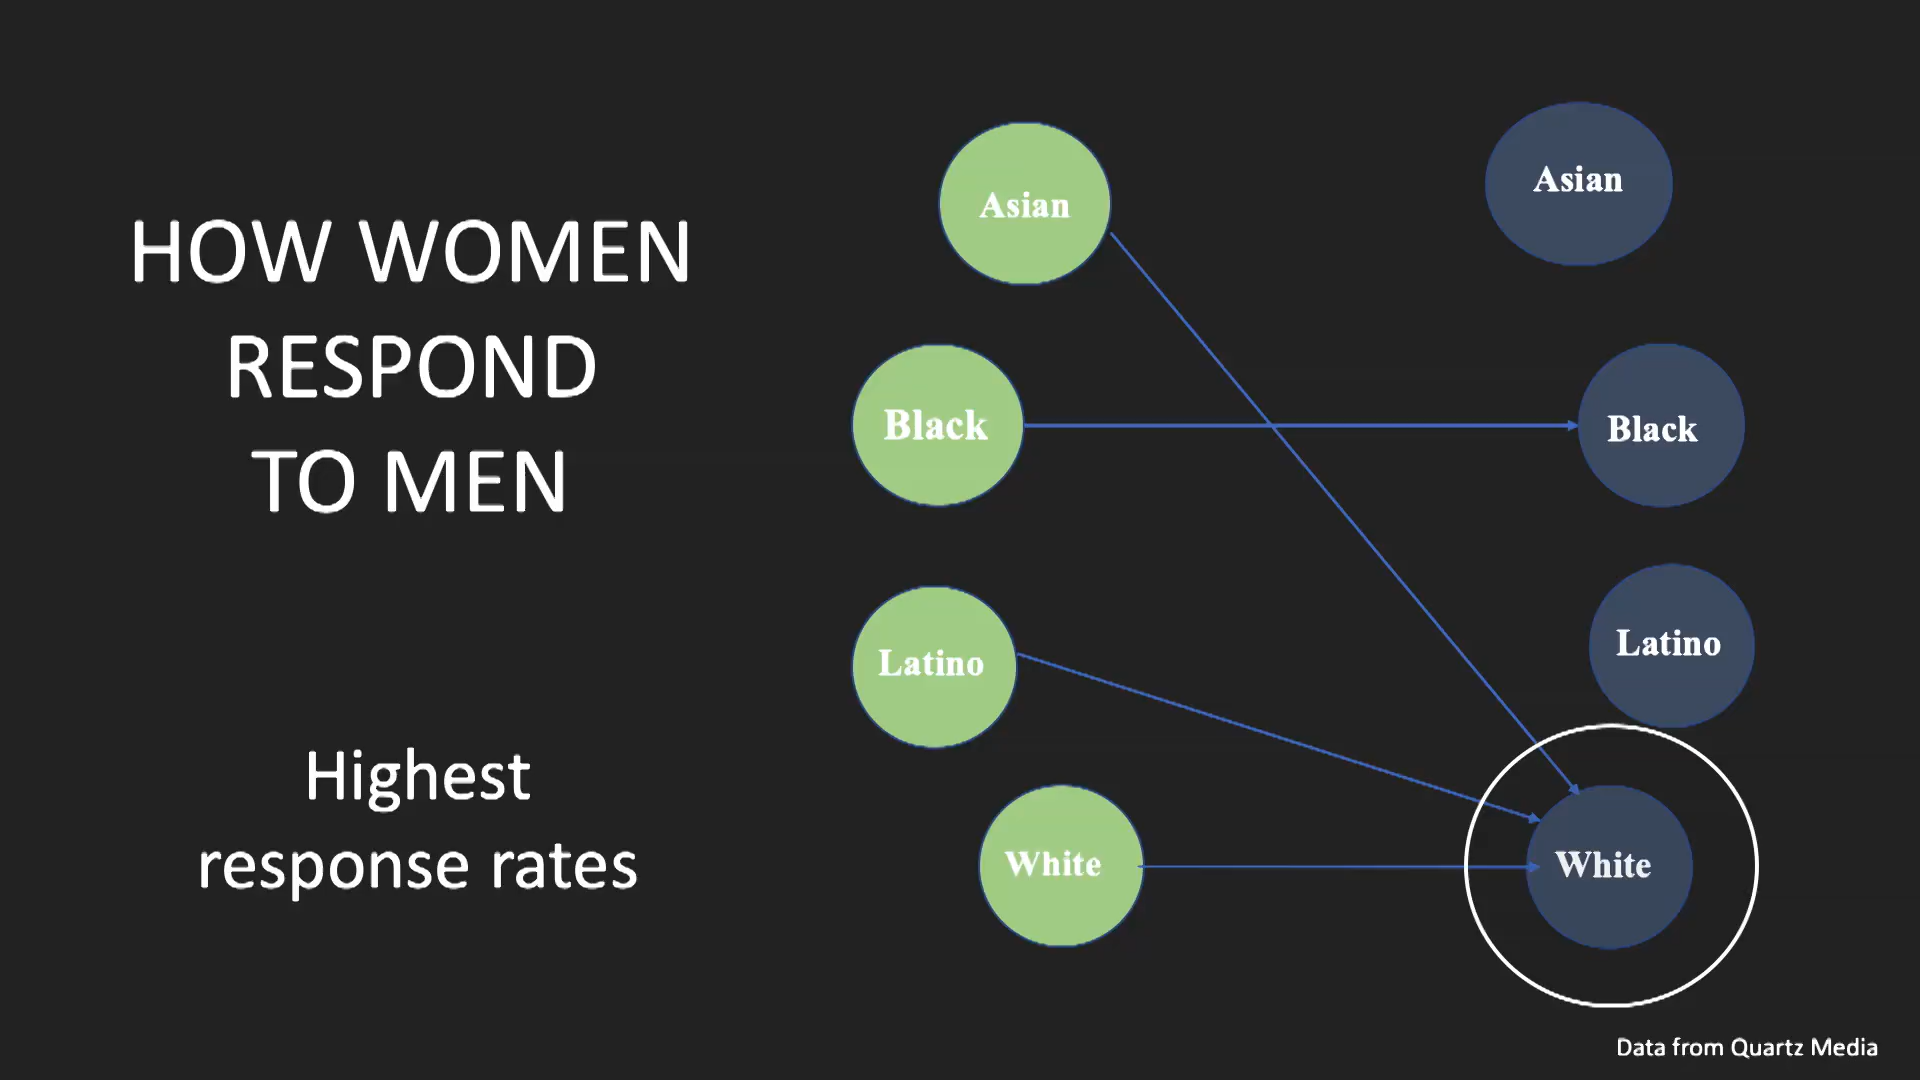 HOW WOMEN
RESPOND
TO MEN
Highest
response rates
Asian
Black
Latino
White
Asian
Black
Latino
White
Data from Quartz Media